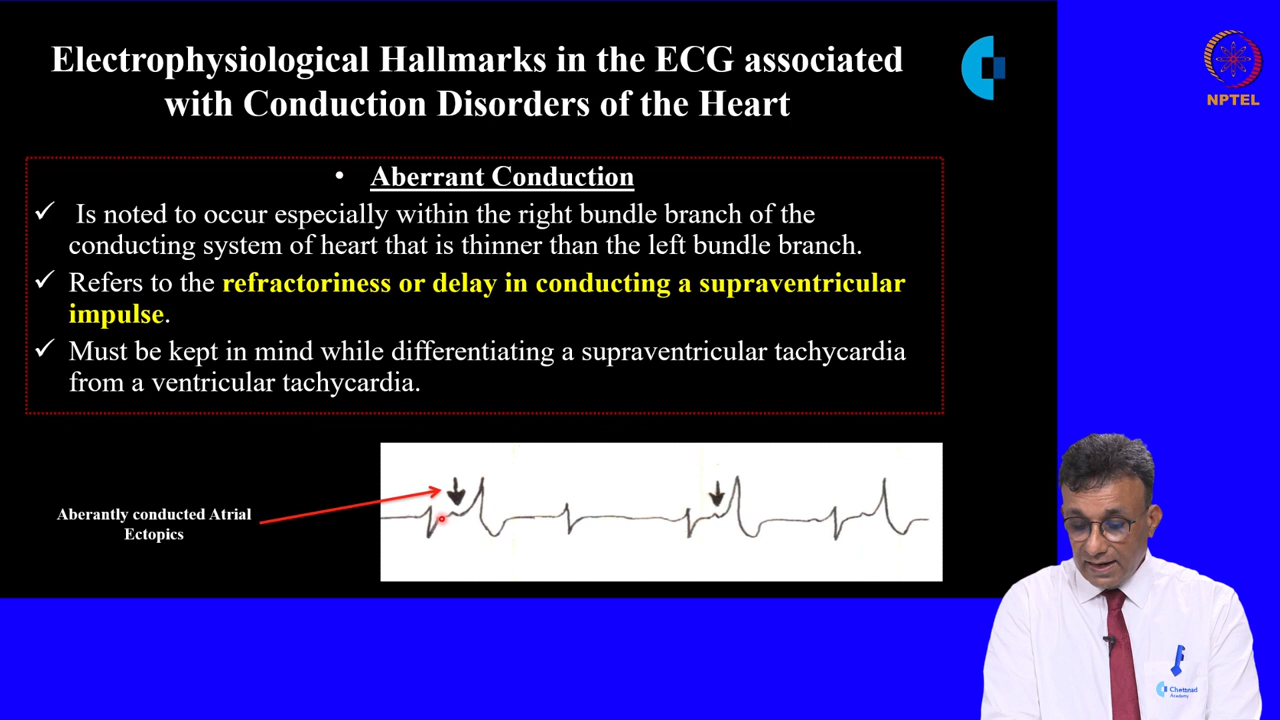 Electrophysiological Hallmarks in the ECG associated
with Conduction Disorders of the Heart
NPTEL
• Aberrant Conduction
✓ Is noted to occur especially within the right bundle branch of the
conducting system of heart that is thinner than the left bundle branch.
✓ Refers to the refractoriness or delay in conducting a supraventricular
impulse.
✓ Must be kept in mind while differentiating a supraventricular tachycardia
from a ventricular tachycardia.
Aberantly conducted Atrial
Ectopics
Chettinad
Academy